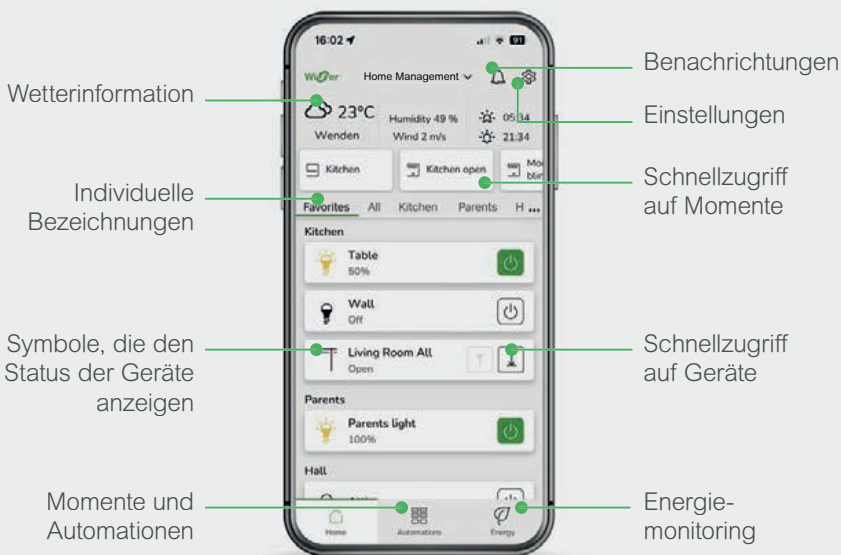 16:02
91
Benachrichtungen
Wiser
Home Management
Einstellungen
Wetterinformation
23°C
Humidity 49 %
05:34
Wenden
Wind 2 m/s
21:34
Kitchen
Kitchen open
Schnellzugriff
auf Momente
Individuelle
Bezeichnungen
Favorites
All
Kitchen
Parents
H ...
Kitchen
Table
50%
Wall
Off
Symbole, die den
Status der Geräte
anzeigen
Living Room All
Open
Schnellzugriff
auf Geräte
Parents
Parents light
100%
Hall
Momente und
Automationen
Home
Automations
Energy
Energie-
monitoring